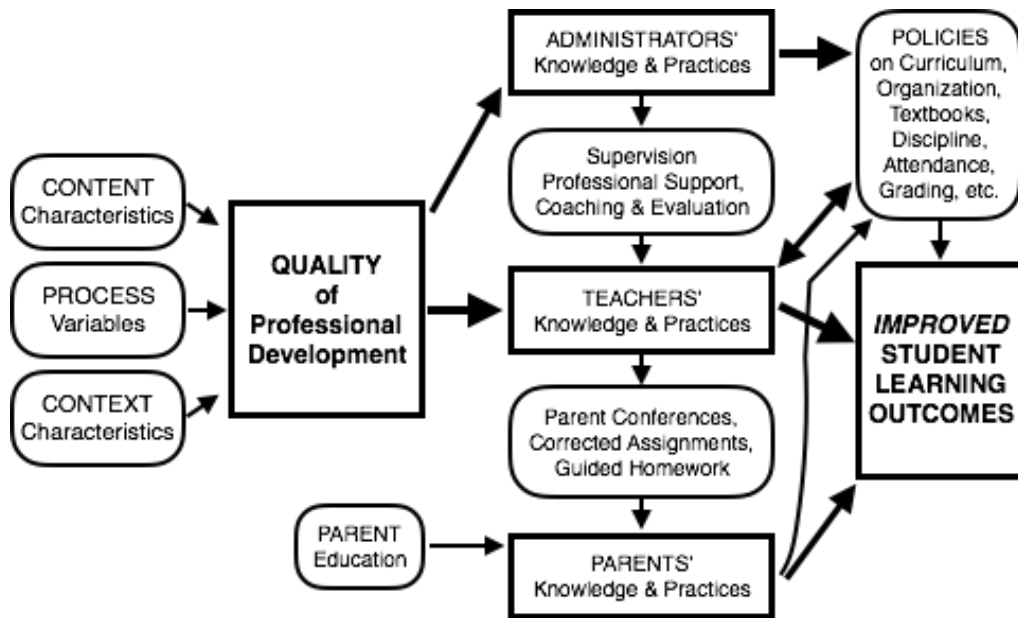 CONTENT
Characteristics
PROCESS
Variables
CONTEXT
Characteristics
QUALITY
of
Professional
Development
ADMINISTRATORS'
Knowledge & Practices
Supervision
Professional Support,
Coaching & Evaluation
TEACHERS'
Knowledge & Practices
Parent Conferences,
Corrected Assignments,
Guided Homework
PARENT
Education
PARENTS'
Knowledge & Practices
POLICIES
on Curriculum,
Organization,
Textbooks,
Discipline,
Attendance,
Grading, etc.
IMPROVED
STUDENT
LEARNING
OUTCOMES